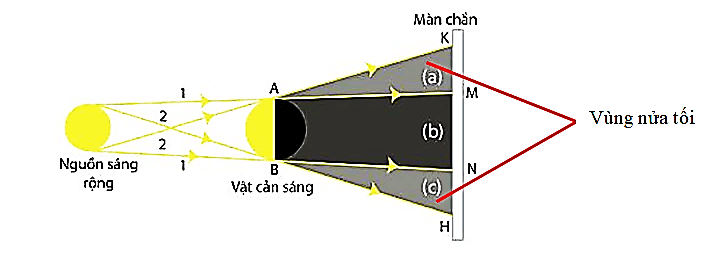 Màn chắn
K
A
(a)
1
M
2
Vùng nửa tối
(b)
2
Nguồn sáng
rộng
1
B
N
Vật cản sáng
(c)
H